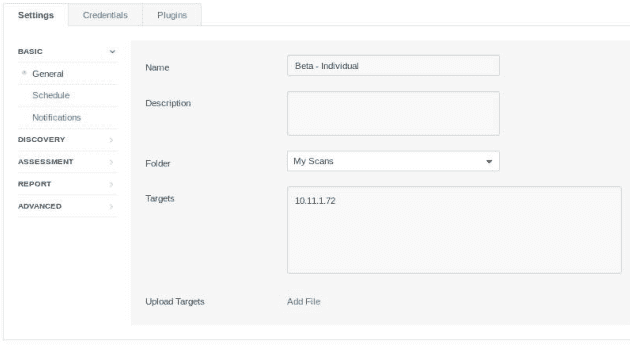 Settings Credentials Plugins
BASIC
General
Schedule
Notifications
DISCOVERY
ASSESSMENT
REPORT
ADVANCED
Name Beta - Individual
Description
Folder My Scans
Targets 10.11.1.72
Upload Targets Add File